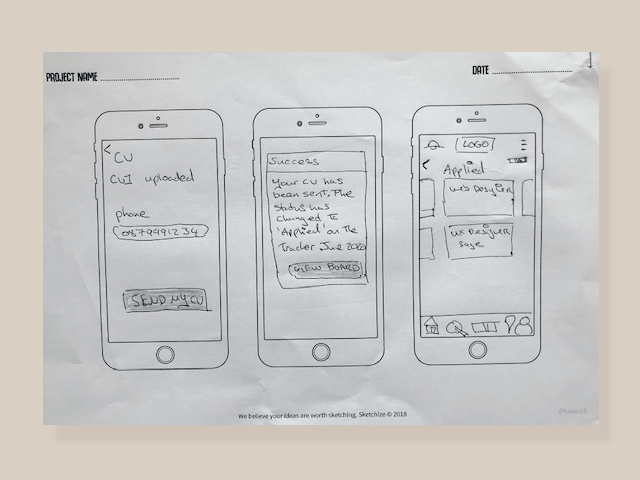 PROJECT NAME
DATE
<
CV
CV1 uploaded
phone
0879991234
SEND MY CV
Success
Your CV has
been sent. The
status has
changed to
'Applied' on the
Tracker June 2020
VIEW BOARD
LOGO
<
Applied
Web Designer
UX Designer
Sage
We believe your ideas are worth sketching. Sketchize © 2018
iPhone 6S